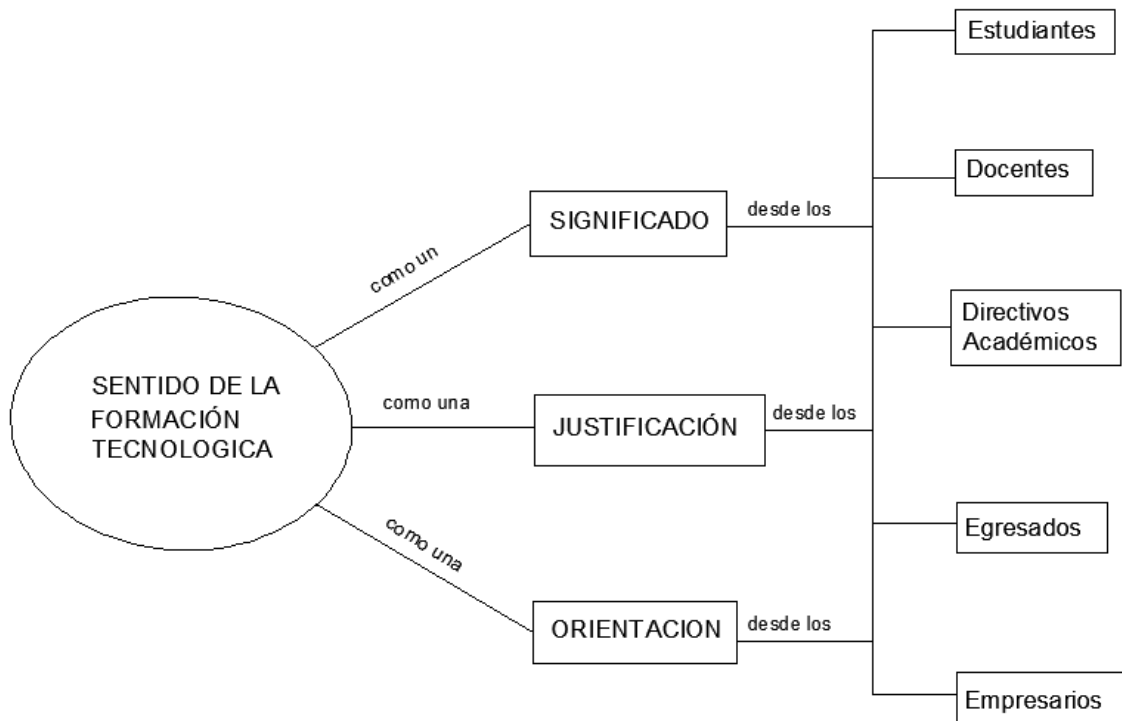 SENTIDO DE LA
FORMACIÓN
TECNOLOGICA
como un
SIGNIFICADO
desde los
como una
JUSTIFICACIÓN
desde los
como una
ORIENTACION
desde los
Estudiantes
Docentes
Directivos
Académicos
Egresados
Empresarios